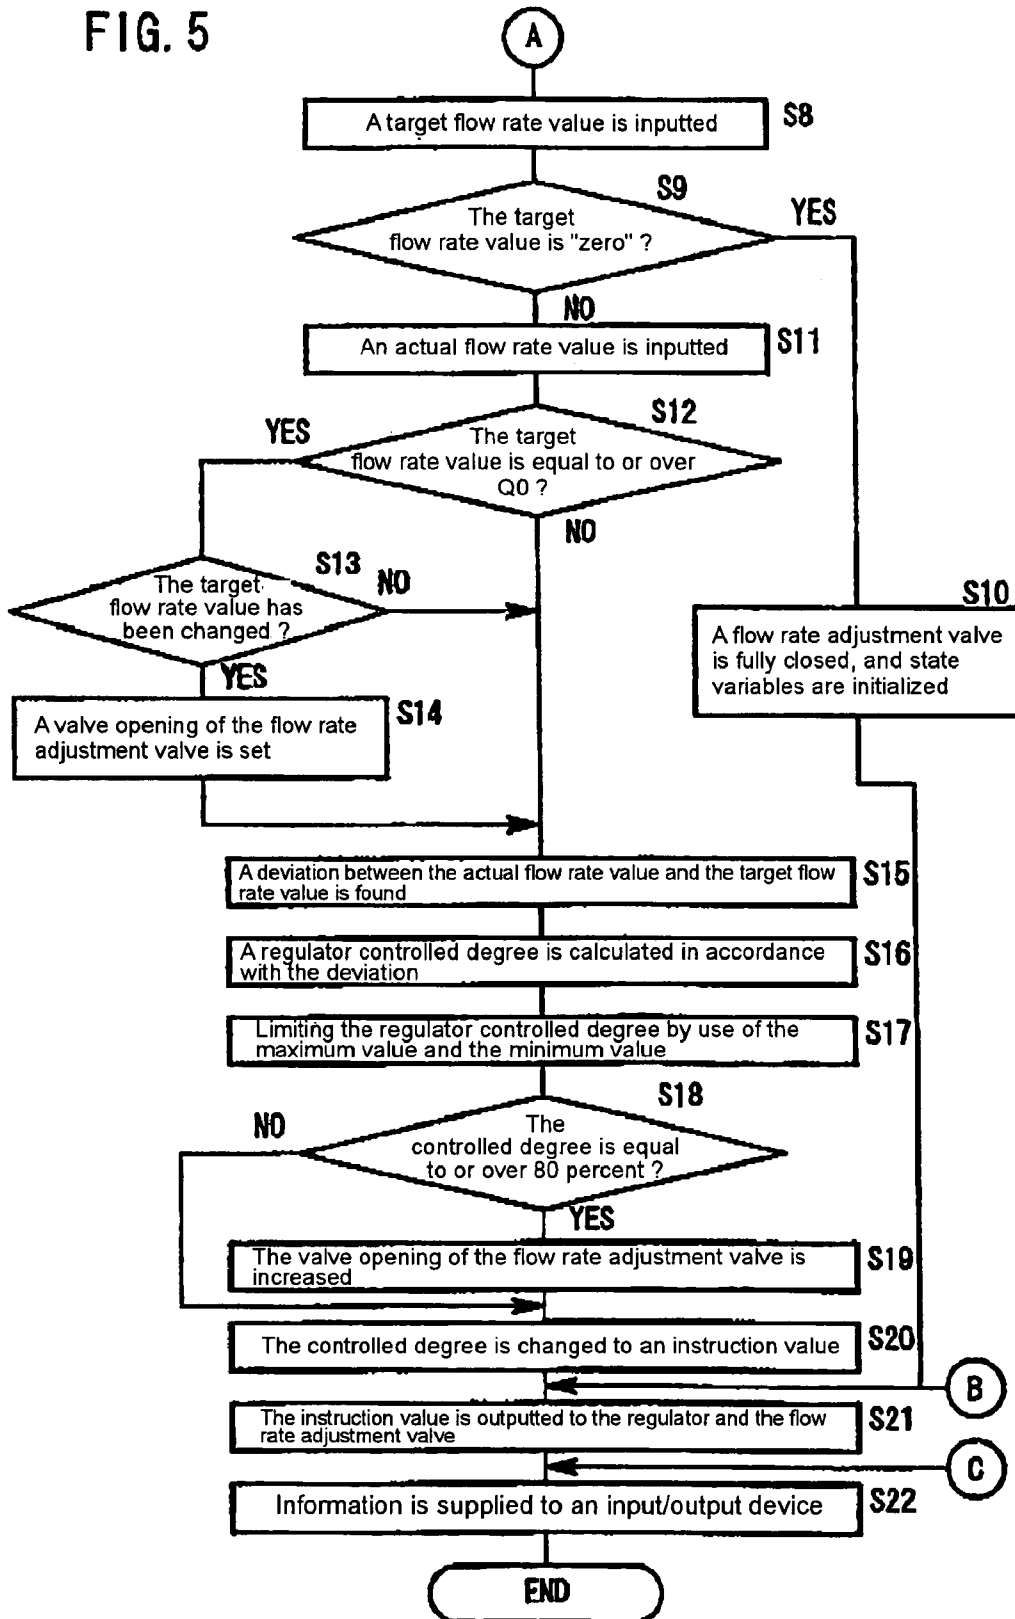 FIG. 5
A
A target flow rate value is inputted
S8
S9
The target
flow rate value is "zero" ?
YES
NO
An actual flow rate value is inputted
S11
S12
YES
The target
flow rate value is equal to or over
Q0 ?
NO
S13
The target
flow rate value has
been changed ?
NO
YES
S10
A flow rate adjustment valve
is fully closed, and state
variables are initialized
S14
A valve opening of the flow rate
adjustment valve is set
A deviation between the actual flow rate value and the target flow
rate value is found
S15
A regulator controlled degree is calculated in accordance
with the deviation
S16
Limiting the regulator controlled degree by use of the
maximum value and the minimum value
S17
S18
NO
The
controlled degree is equal
to or over 80 percent ?
YES
The valve opening of the flow rate adjustment valve is
increased
S19
The controlled degree is changed to an instruction value
S20
B
The instruction value is outputted to the regulator and the flow
rate adjustment valve
S21
C
Information is supplied to an input/output device
S22
END